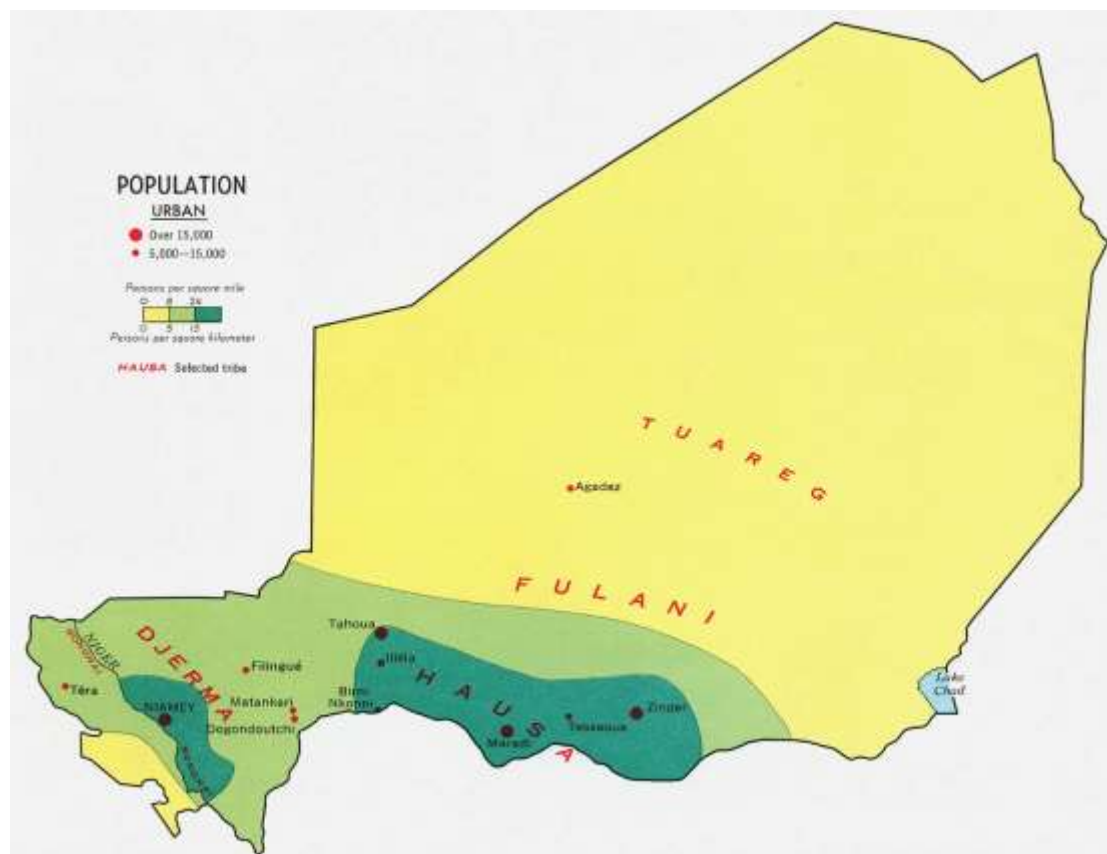 POPULATION
URBAN
Over 15,000
5,000—15,000
Persons per square mile
0 8 24
0 5 15
Persons per square kilometer
HAUSA Selected tribe
TUAREG
Agadez
FULANI
Tahoua
DJERMA
NIGER
Filingué
Illéla
HAUSA
Lake
Chad
Téra
Birni
Nkonni
Matankari
NIAMEY
Dogondoutchi
Zinder
Tessaoua
Maradi